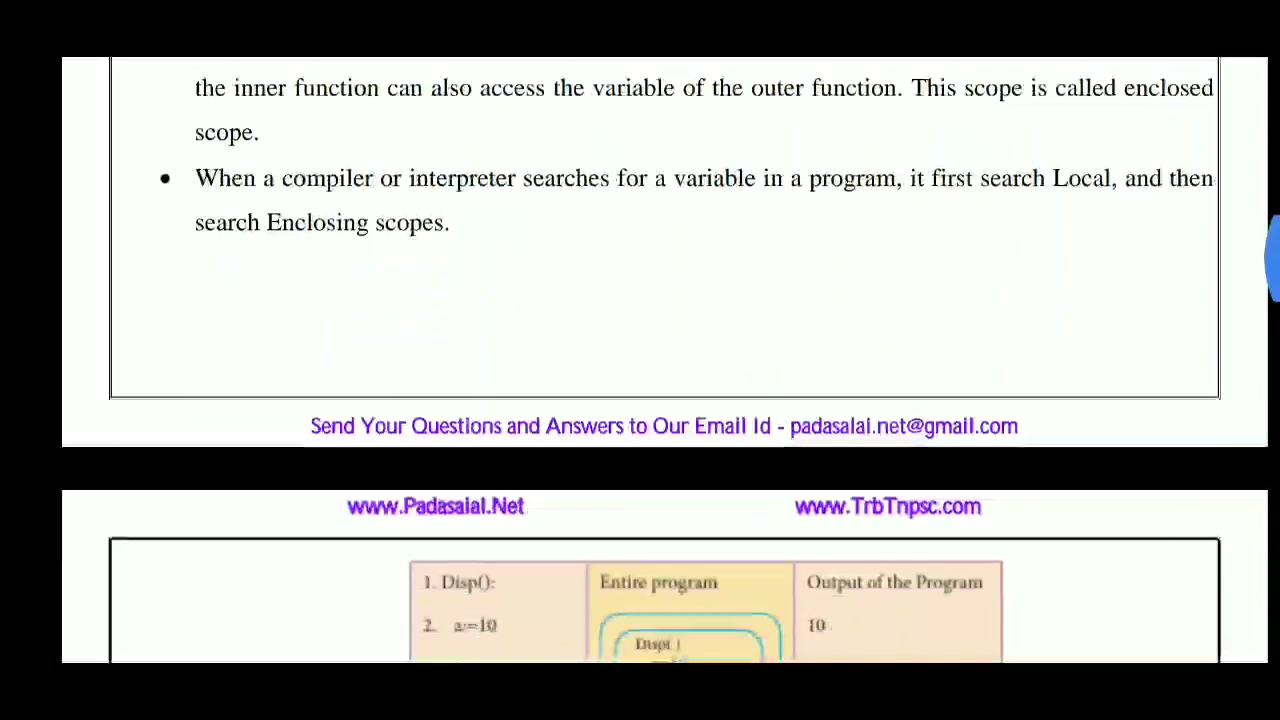 the inner function can also access the variable of the outer function. This scope is called enclosed
scope.
• When a compiler or interpreter searches for a variable in a program, it first search Local, and then
search Enclosing scopes.
Send Your Questions and Answers to Our Email Id - padasalai.net@gmail.com
www.Padasalai.Net www.TrbTnpsc.com
1. Disp(): Entire program Output of the Program
2. a:=10 10
Disp( )